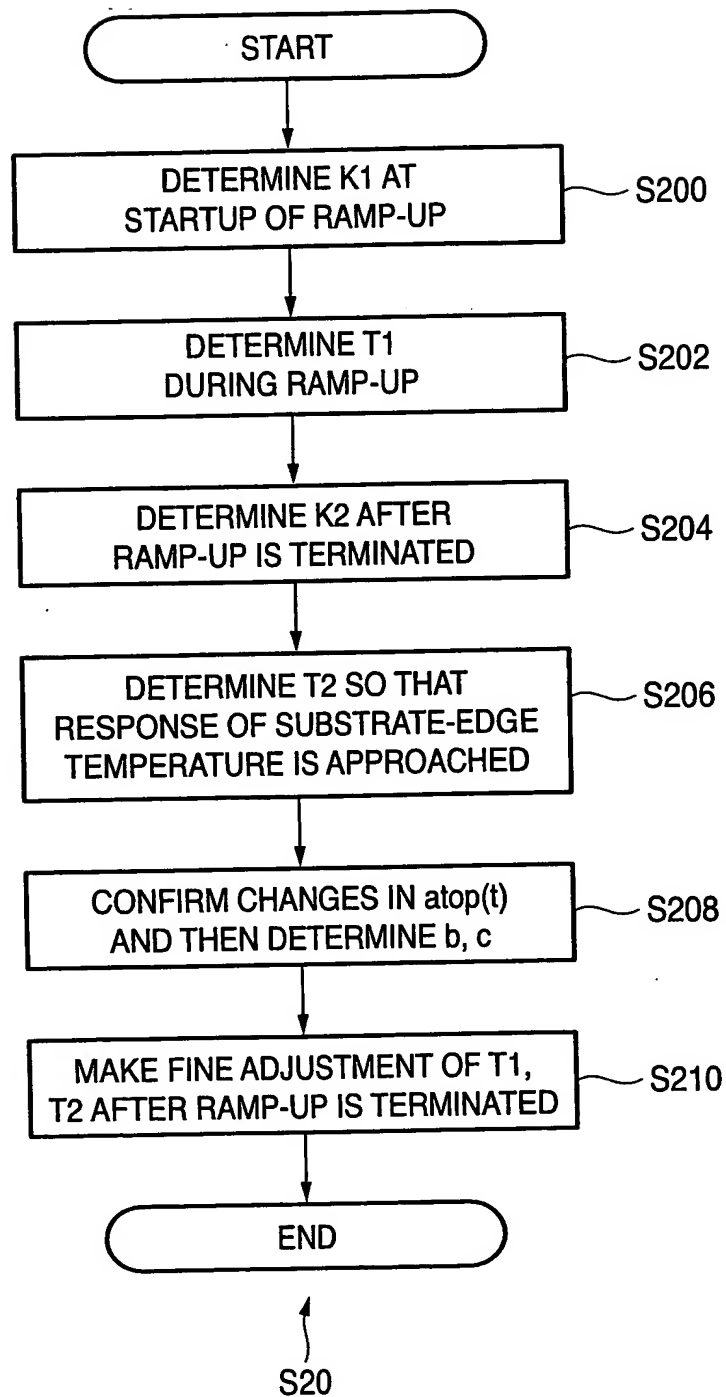 START
DETERMINE K1 AT
STARTUP OF RAMP-UP
S200
DETERMINE T1
DURING RAMP-UP
S202
DETERMINE K2 AFTER
RAMP-UP IS TERMINATED
S204
DETERMINE T2 SO THAT
RESPONSE OF SUBSTRATE-EDGE
TEMPERATURE IS APPROACHED
S206
CONFIRM CHANGES IN atop(t)
AND THEN DETERMINE b, c
S208
MAKE FINE ADJUSTMENT OF T1,
T2 AFTER RAMP-UP IS TERMINATED
S210
END
S20